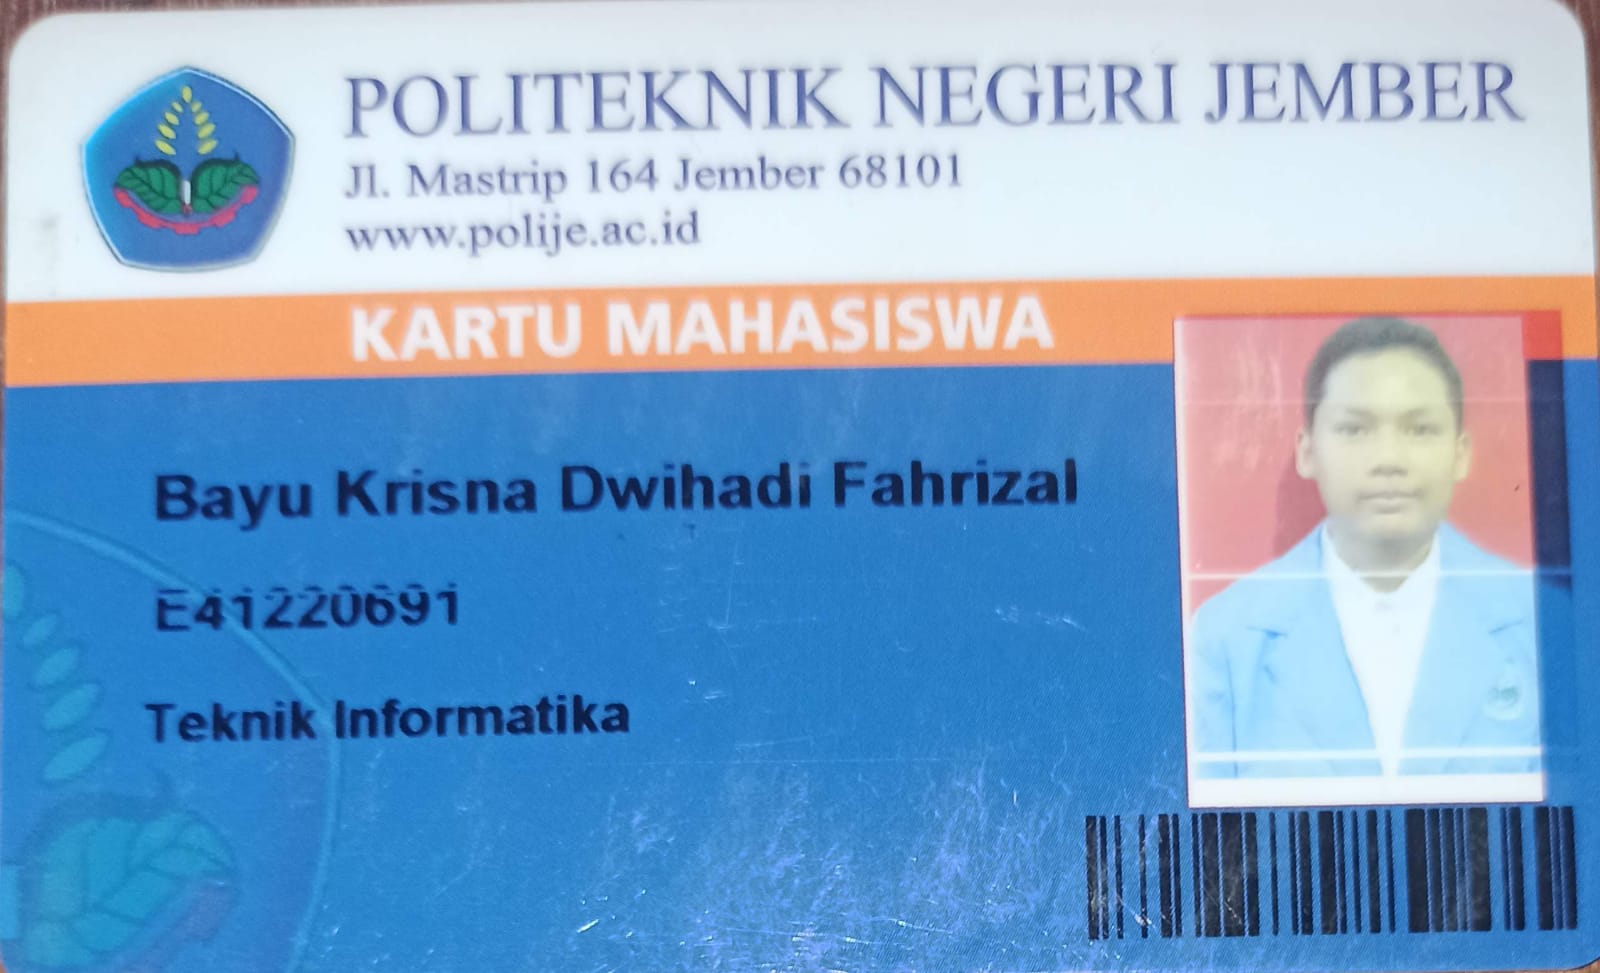 POLITEKNIK NEGERI JEMBER
Jl. Mastrip 164 Jember 68101
www.polije.ac.id
KARTU MAHASISWA
Bayu Krisna Dwihadi Fahrizal
E41220691
Teknik Informatika